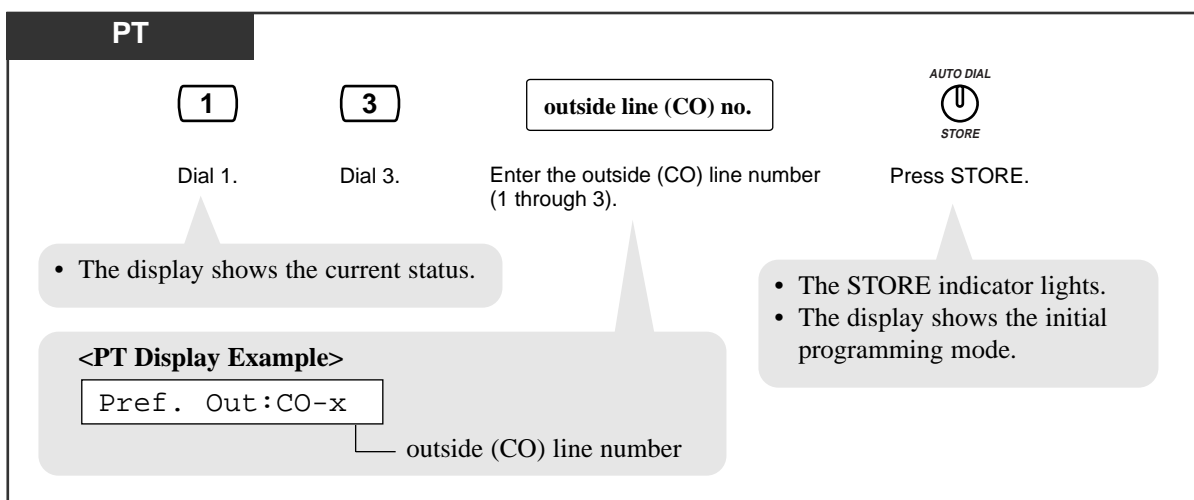 PT
1
3
outside line (CO) no.
AUTO DIAL
STORE
Dial 1.
Dial 3.
Enter the outside (CO) line number
(1 through 3).
Press STORE.
• The display shows the current status.
• The STORE indicator lights.
• The display shows the initial
programming mode.
<PT Display Example>
Pref. Out:CO-x
outside (CO) line number